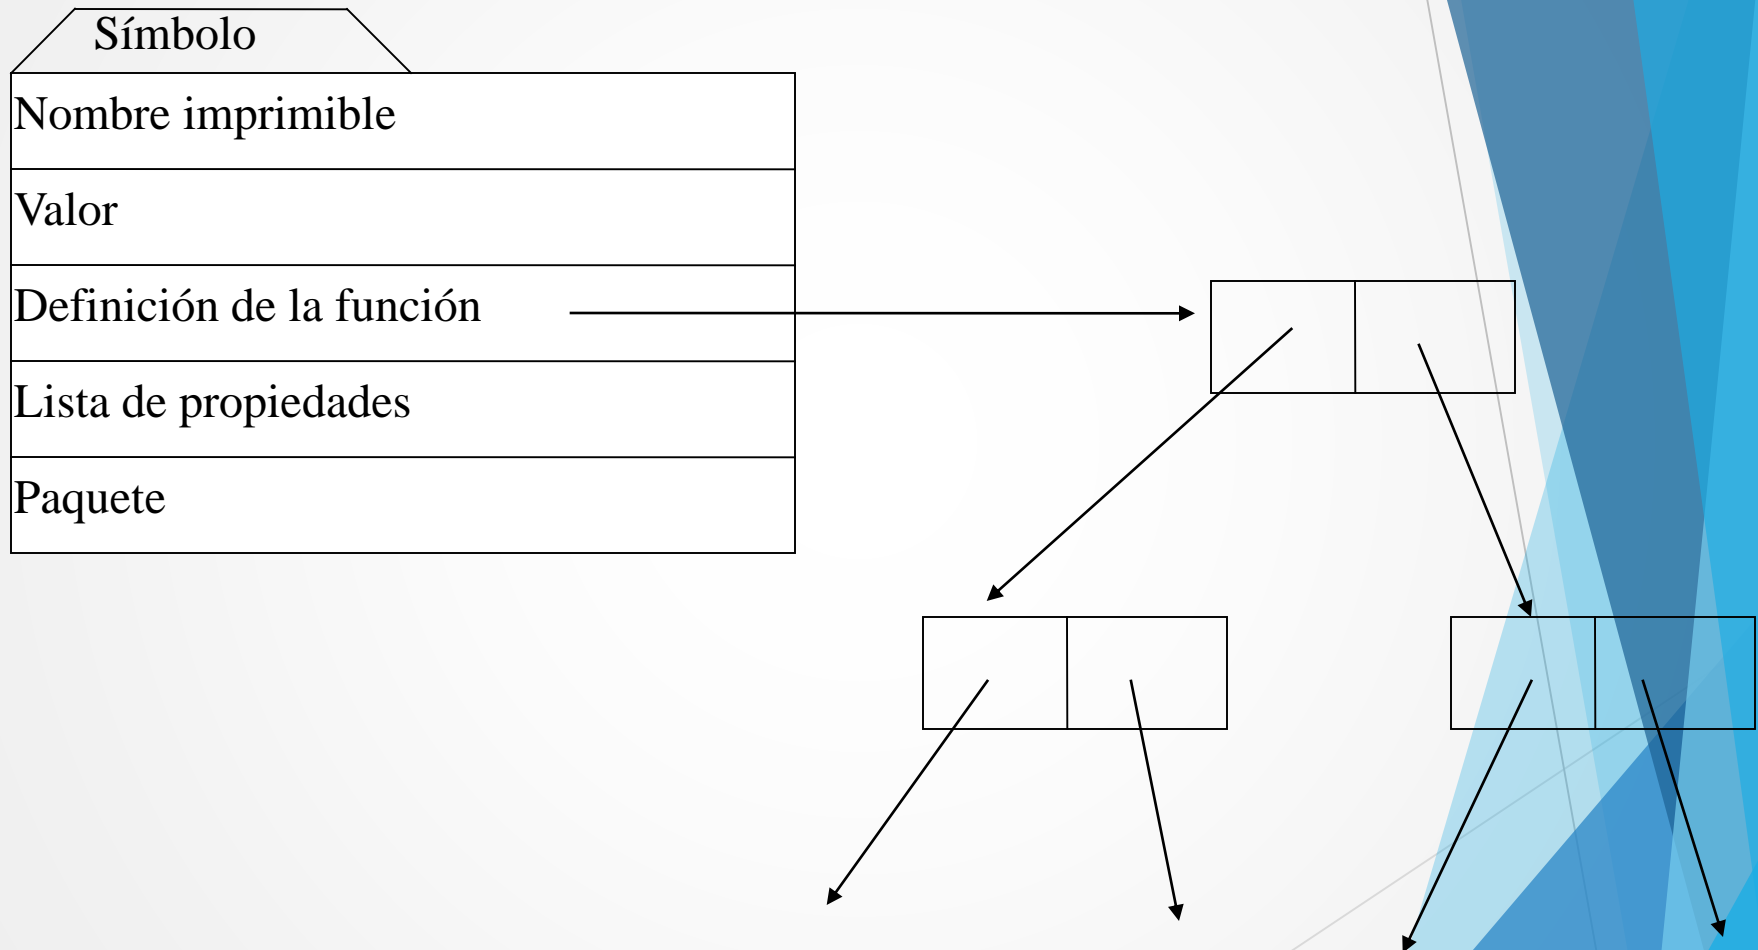 Símbolo
Nombre imprimible
Valor
Definición de la función
Lista de propiedades
Paquete